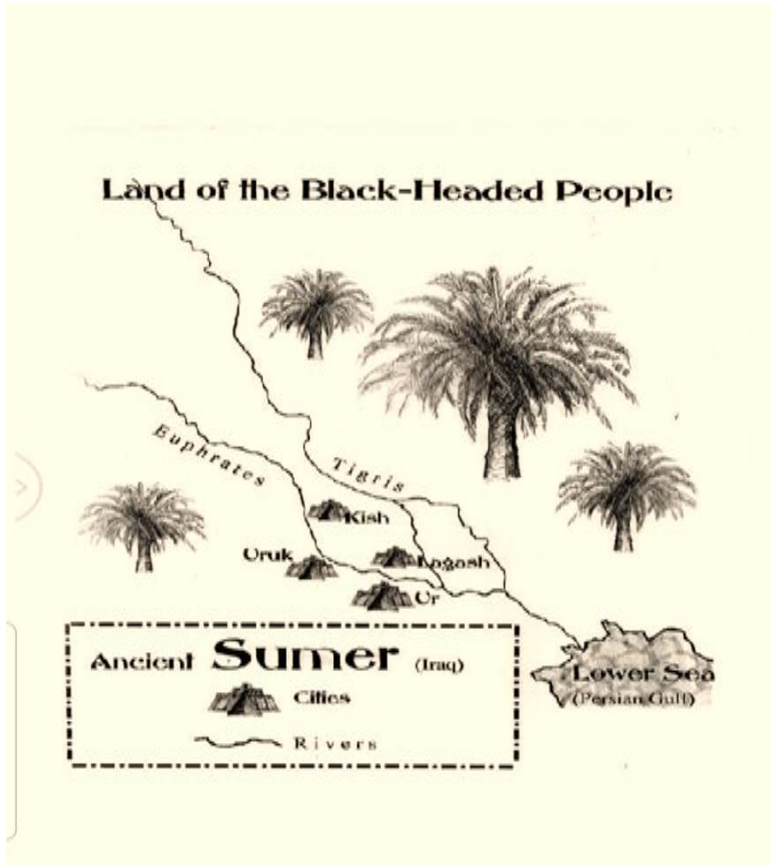 Land of the Black-Headed People
Euphrates
Tigris
Kish
Uruk
Lagash
Ur
Ancient Sumer (Iraq)
Cities
Rivers
Lower Sea
(Persian Gulf)